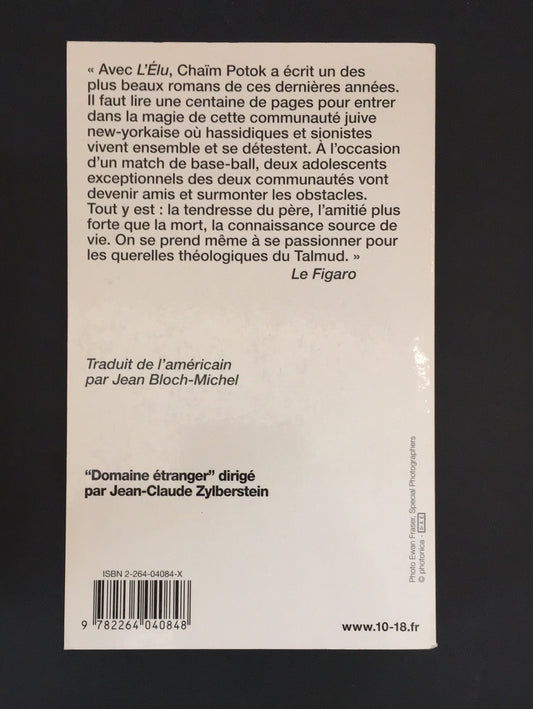 « Avec L'Élu, Chaïm Potok a écrit un des
plus beaux romans de ces dernières années.
Il faut lire une centaine de pages pour entrer
dans la magie de cette communauté juive
new-yorkaise où hassidiques et sionistes
vivent ensemble et se détestent. À l'occasion
d'un match de base-ball, deux adolescents
exceptionnels des deux communautés vont
devenir amis et surmonter les obstacles.
Tout y est : la tendresse du père, l'amitié plus
forte que la mort, la connaissance source de
vie. On se prend même à se passionner pour
les querelles théologiques du Talmud. »
Le Figaro
Traduit de l'américain
par Jean Bloch-Michel
"Domaine étranger" dirigé
par Jean-Claude Zylberstein
Photo Ewan Fraser, Special Photographers
© photonica -
ISBN 2-264-04084-X
9 782264 040848
www.10-18.fr